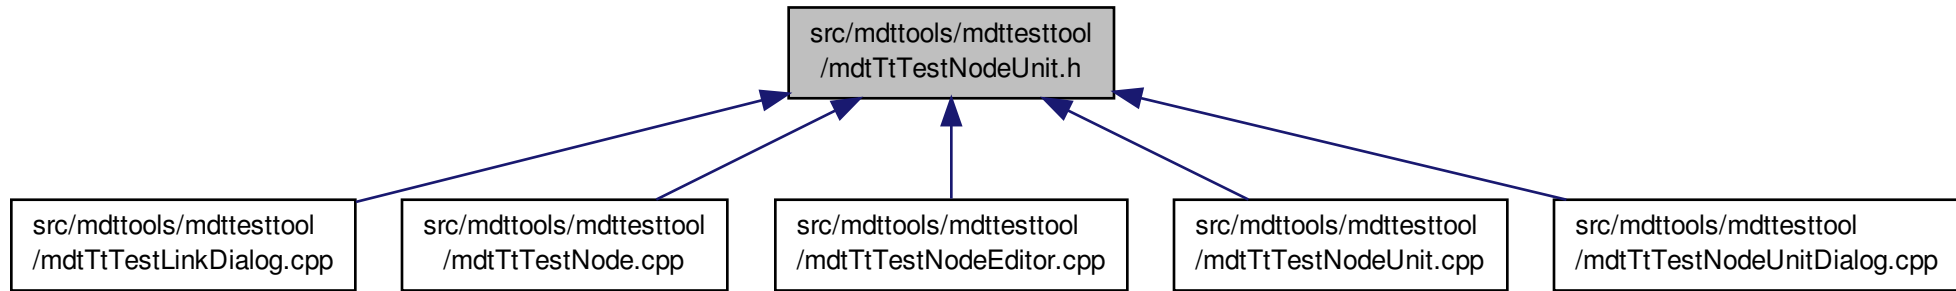 src/mdttools/mdttesttool
/mdtTtTestNodeUnit.h
src/mdttools/mdttesttool
/mdtTtTestLinkDialog.cpp
src/mdttools/mdttesttool
/mdtTtTestNode.cpp
src/mdttools/mdttesttool
/mdtTtTestNodeEditor.cpp
src/mdttools/mdttesttool
/mdtTtTestNodeUnit.cpp
src/mdttools/mdttesttool
/mdtTtTestNodeUnitDialog.cpp